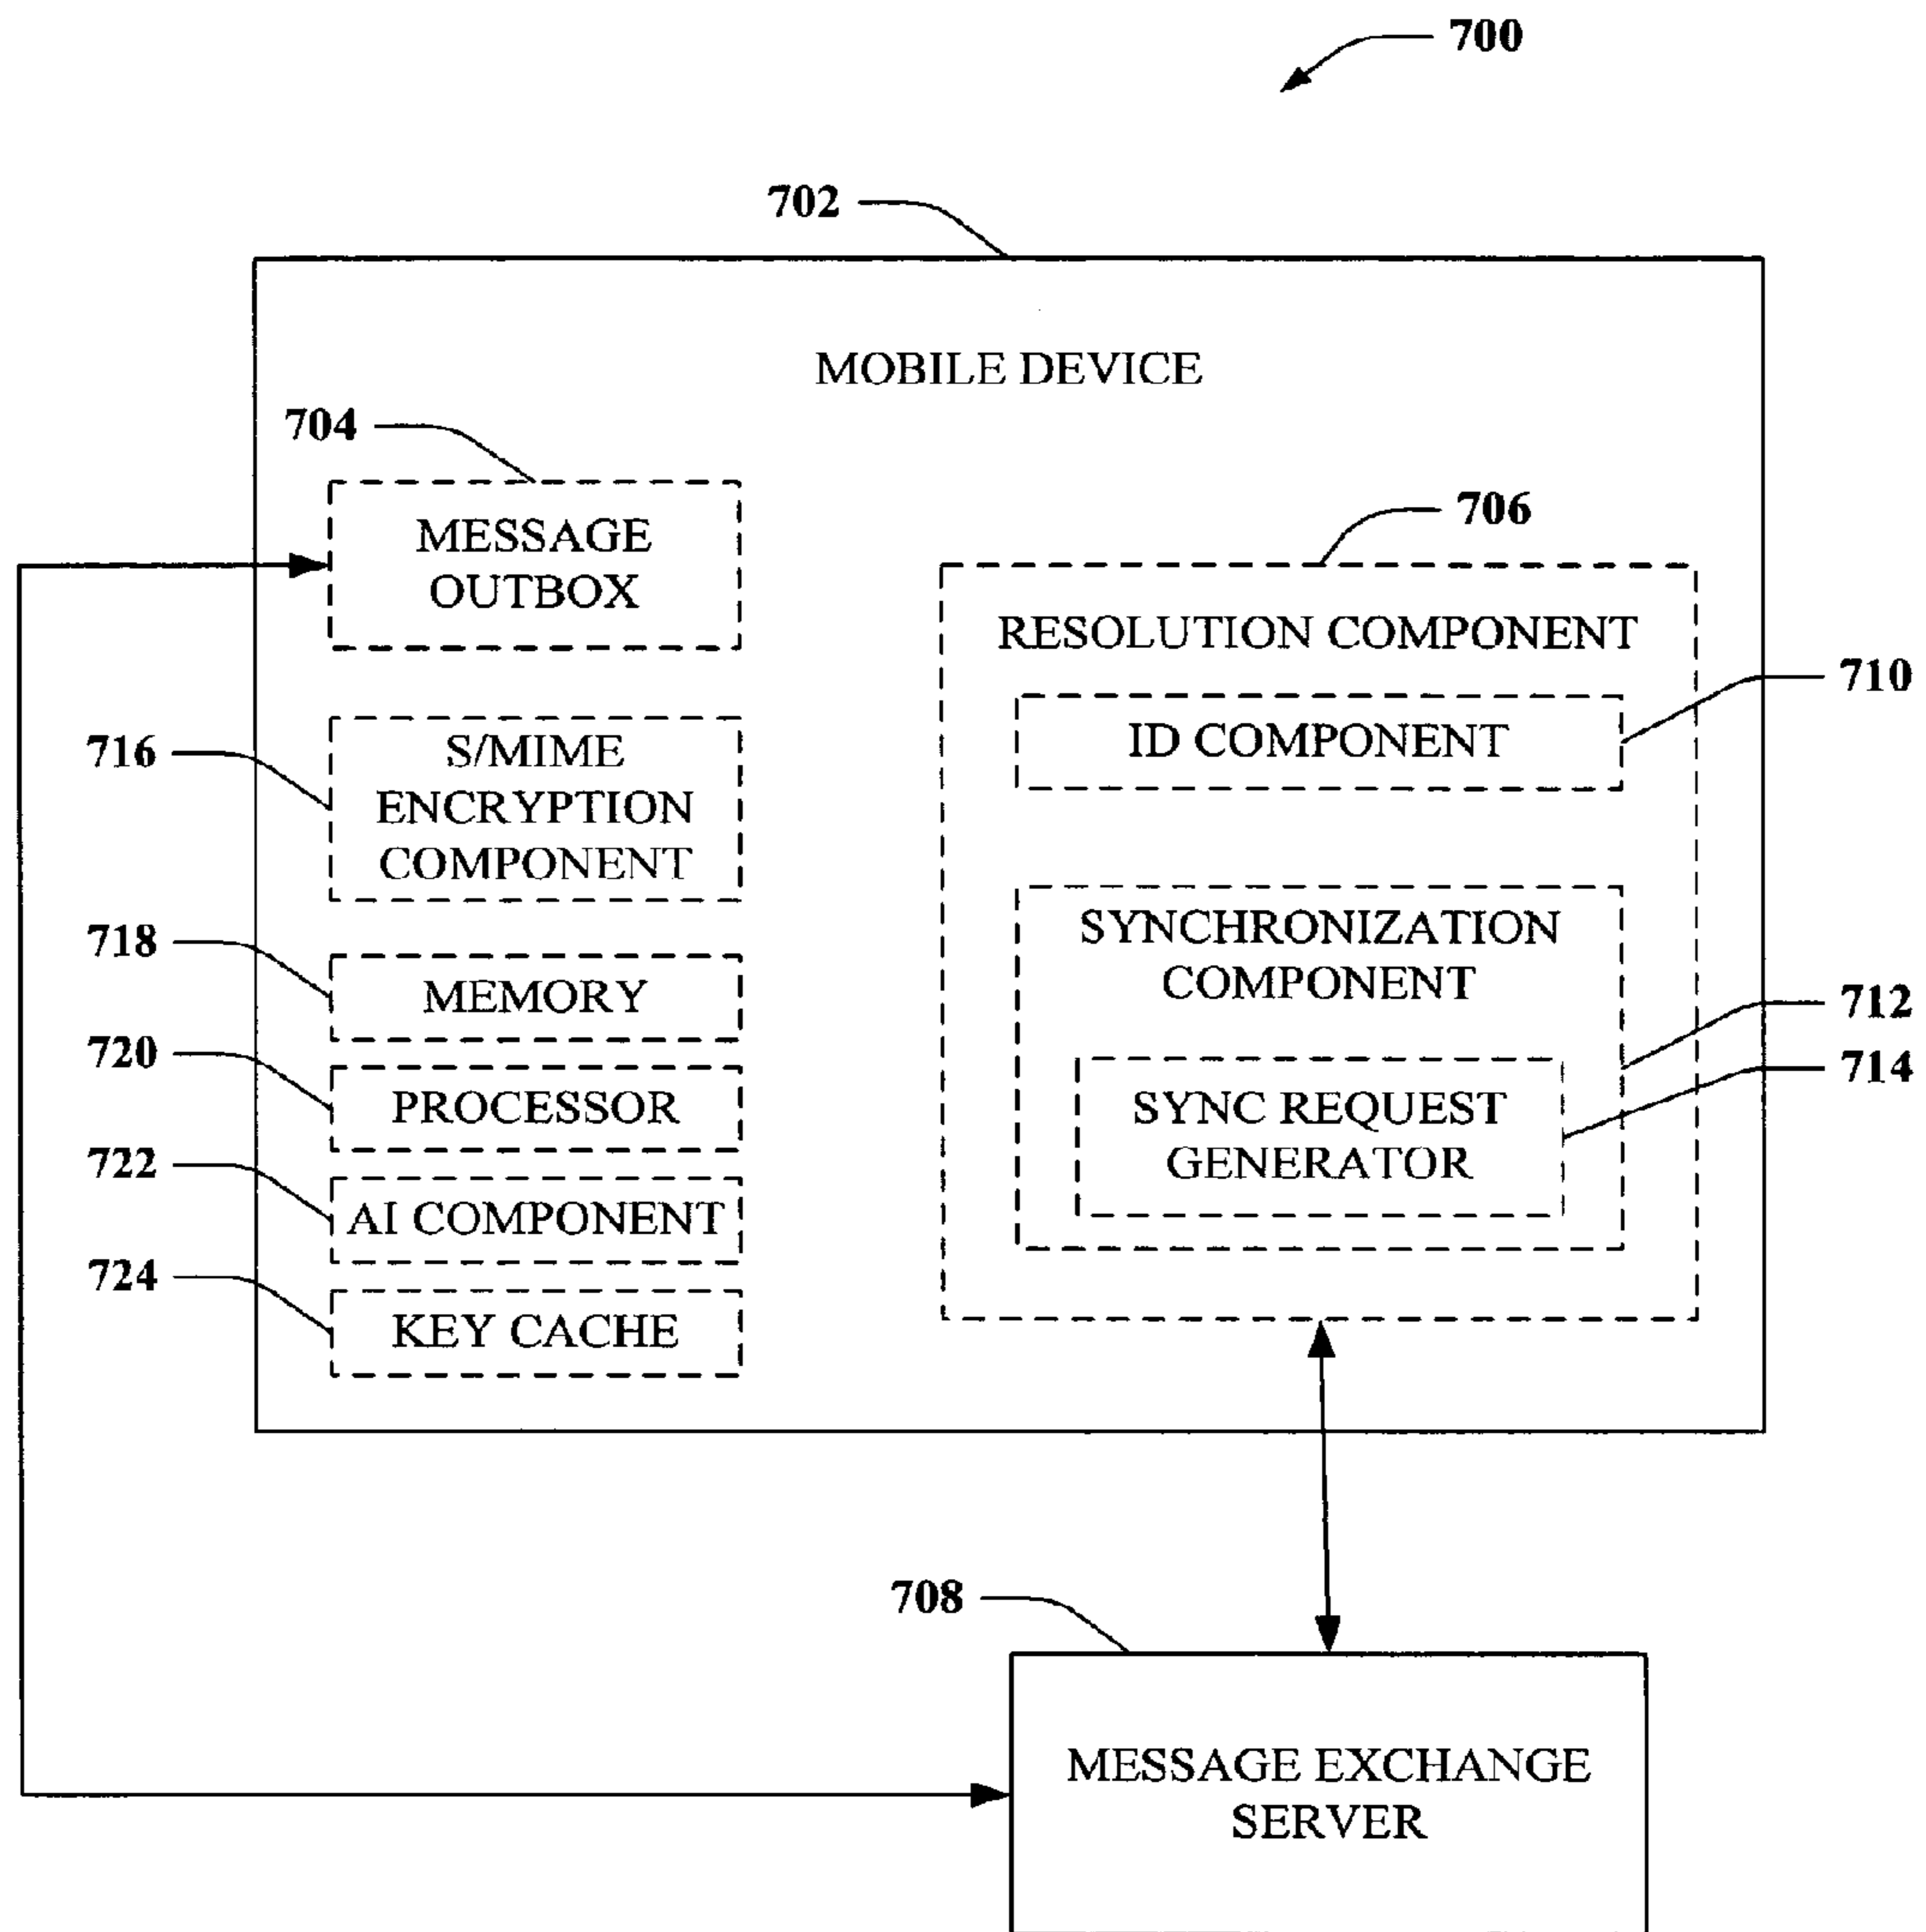 700
702
MOBILE DEVICE
704
MESSAGE
OUTBOX
706
RESOLUTION COMPONENT
710
ID COMPONENT
716
S/MIME
ENCRYPTION
COMPONENT
SYNCHRONIZATION
COMPONENT
712
714
SYNC REQUEST
GENERATOR
718
MEMORY
720
PROCESSOR
722
AI COMPONENT
724
KEY CACHE
708
MESSAGE EXCHANGE
SERVER